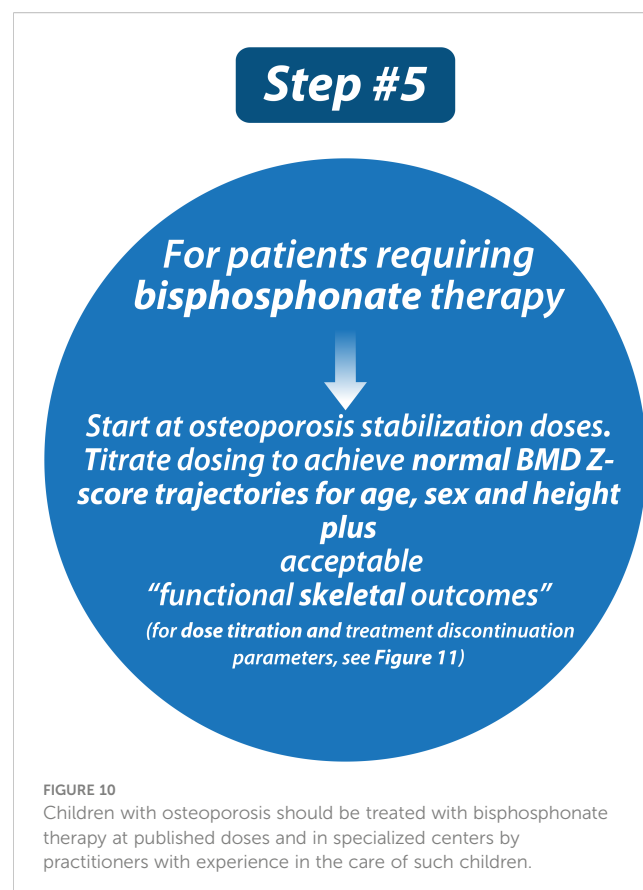 Step #5
For patients requiring
bisphosphonate therapy
Start at osteoporosis stabilization doses.
Titrate dosing to achieve normal BMD Z-
score trajectories for age, sex and height
plus
acceptable
“functional skeletal outcomes”
(for dose titration and treatment discontinuation
parameters, see Figure 11)
FIGURE 10
Children with osteoporosis should be treated with bisphosphonate
therapy at published doses and in specialized centers by
practitioners with experience in the care of such children.